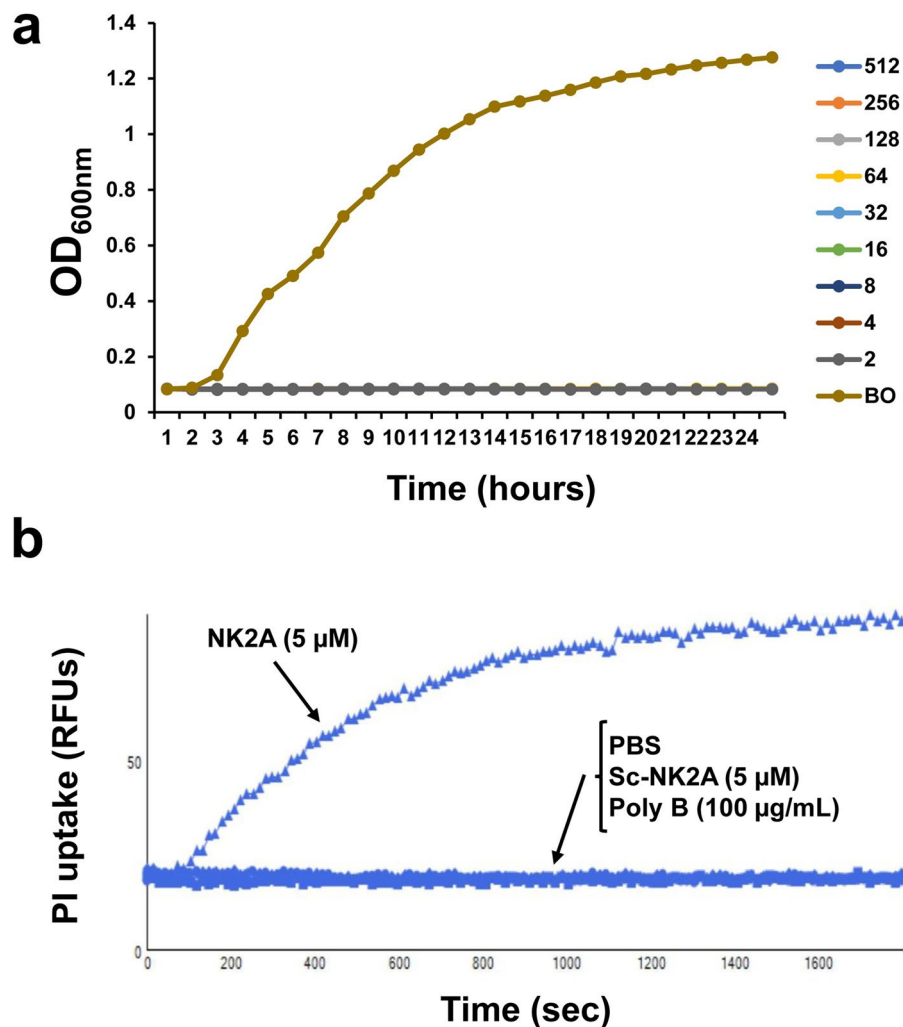 a
1.4
1.2
1
0.8
0.6
0.4
0.2
0
OD600nm
1 2 3 4 5 6 7 8 9 10 11 12 13 14 15 16 17 18 19 20 21 22 23 24
Time (hours)
512
256
128
64
32
16
8
4
2
BO
b
NK2A (5 µM)
PBS
Sc-NK2A (5 µM)
Poly B (100 µg/mL)
PI uptake (RFUs)
50
0
0 200 400 600 800 1000 1200 1400 1600
Time (sec)